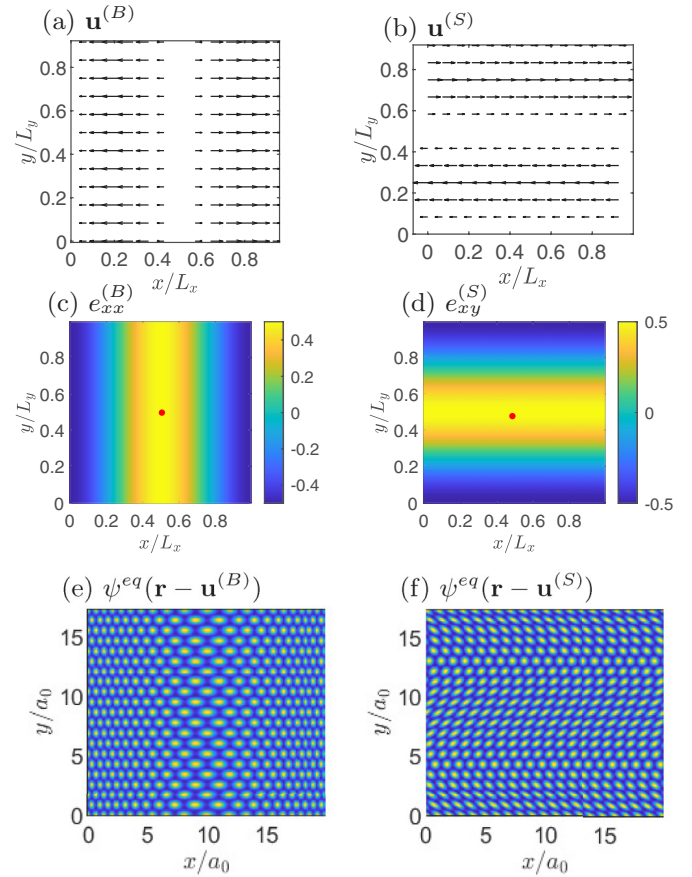 (a) u^(B)
(b) u^(S)
y/L_y
0.8
0.6
0.4
0.2
0
0 0.2 0.4 0.6 0.8
x/L_x
y/L_y
0.8
0.6
0.4
0.2
0
0 0.2 0.4 0.6 0.8
x/L_x
(c) e_xx^(B)
(d) e_xy^(S)
y/L_y
0.8
0.6
0.4
0.2
0
0 0.2 0.4 0.6 0.8
x/L_x
0.4
0.2
0
-0.2
-0.4
y/L_y
0.8
0.6
0.4
0.2
0
0 0.2 0.4 0.6 0.8
x/L_x
0.5
0
-0.5
(e) ψ^eq(r − u^(B))
(f) ψ^eq(r − u^(S))
y/a_0
15
10
5
0
0 5 10 15
x/a_0
y/a_0
15
10
5
0
0 5 10 15
x/a_0